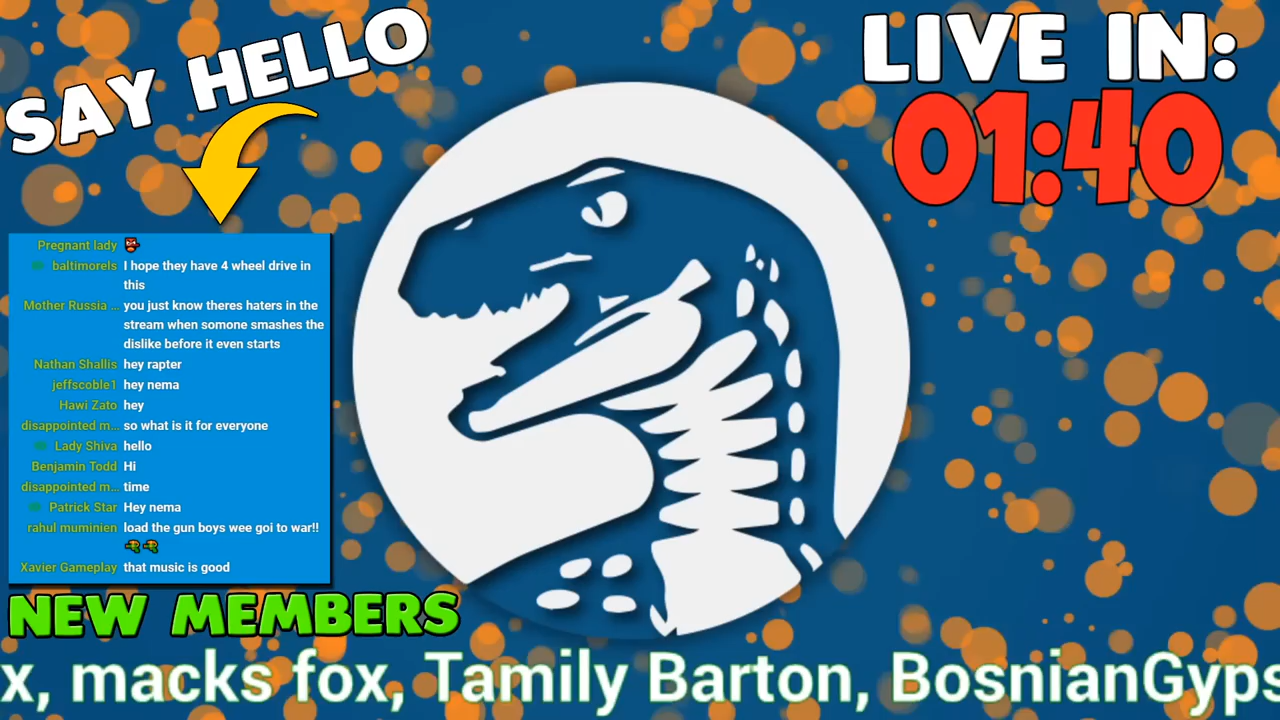 SAY HELLO
LIVE IN:
01:40
Pregnant lady
baltimorels I hope they have 4 wheel drive in
this
Mother Russia ... you just know theres haters in the
stream when somone smashes the
dislike before it even starts
Nathan Shallis hey rapter
jeffscoble1 hey nema
Hawi Zato hey
disappointed m... so what is it for everyone
Lady Shiva hello
Benjamin Todd Hi
disappointed m... time
Patrick Star Hey nema
rahul muminien load the gun boys wee goi to war!!
Xavier Gameplay that music is good
NEW MEMBERS
x, macks fox, Tamily Barton, BosnianGyps